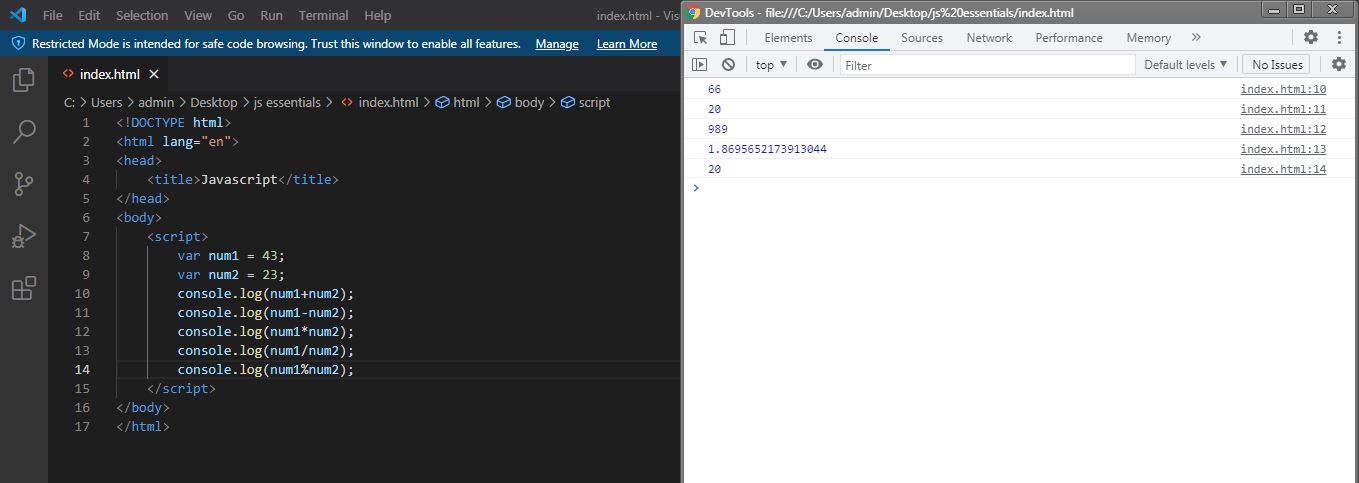 File Edit Selection View Go Run Terminal Help index.html - Visu
Restricted Mode is intended for safe code browsing. Trust this window to enable all features. Manage Learn More
index.html
C: > Users > admin > Desktop > js essentials > index.html > html > body > script
1 <!DOCTYPE html>
2 <html lang="en">
3 <head>
4 <title>Javascript</title>
5 </head>
6 <body>
7 <script>
8 var num1 = 43;
9 var num2 = 23;
10 console.log(num1+num2);
11 console.log(num1-num2);
12 console.log(num1*num2);
13 console.log(num1/num2);
14 console.log(num1%num2);
15 </script>
16 </body>
17 </html>
DevTools - file:///C:/Users/admin/Desktop/js%20essentials/index.html
Elements Console Sources Network Performance Memory »
top Filter Default levels No Issues
66 index.html:10
20 index.html:11
989 index.html:12
1.8695652173913044 index.html:13
20 index.html:14
>